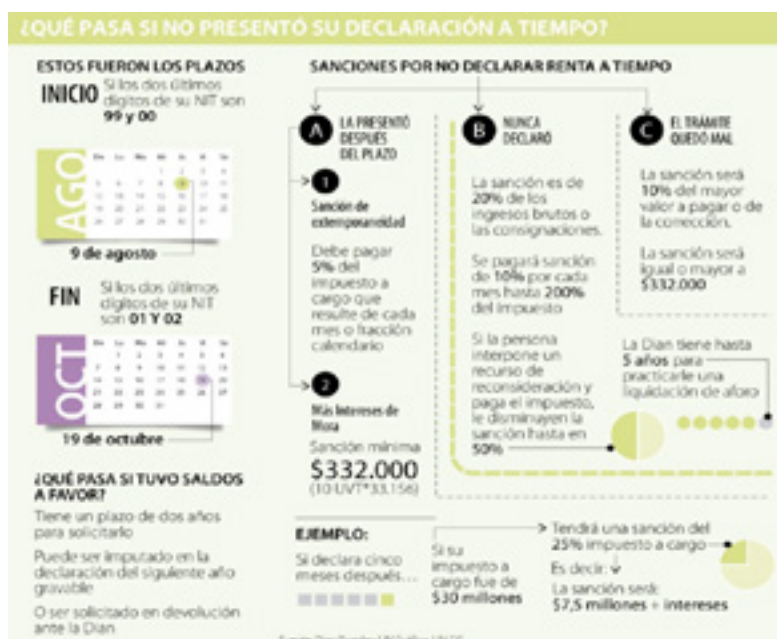 ¿QUÉ PASA SI NO PRESENTÓ SU DECLARACIÓN A TIEMPO?
ESTOS FUERON LOS PLAZOS
INICIO
Si los dos últimos
dígitos de su NIT son
99 y 00
AGO
9 de agosto
FIN
Si los dos últimos
dígitos de su NIT
son 01 Y 02
OCT
19 de octubre
¿QUÉ PASA SI TUVO SALDOS
A FAVOR?
Tiene un plazo de dos años
para solicitarlo
Puede ser imputado en la
declaración del siguiente año
gravable
O ser solicitado en devolución
ante la Dian
SANCIONES POR NO DECLARAR RENTA A TIEMPO
A
LA PRESENTÓ
DESPUÉS
DEL PLAZO
1
Sanción de
extemporaneidad
Debe pagar
5% del
impuesto a
cargo que
resulte de cada
mes o fracción
calendario
2
Más Intereses de
Mora
Sanción mínima
$332.000
(10 UVT*33.156)
B
NUNCA
DECLARÓ
La sanción es de
20% de los
ingresos brutos o
las consignaciones.
Se pagará sanción
de 10% por cada
mes hasta 200%
del impuesto
Si la persona
interpone un
recurso de
reconsideración y
paga el impuesto,
le disminuyen la
sanción hasta en
50%
C
EL TRÁMITE
QUEDÓ MAL
La sanción será
10% del mayor
valor a pagar o de
la corrección.
La sanción será
igual o mayor a
$332.000
La Dian tiene hasta
5 años para
practicarle una
liquidación de aforo
EJEMPLO:
Si declara cinco
meses después...
Si su
impuesto a
cargo fue de
$30 millones
Tendrá una sanción del
25% impuesto a cargo
Es decir:
La sanción será:
$7,5 millones + intereses